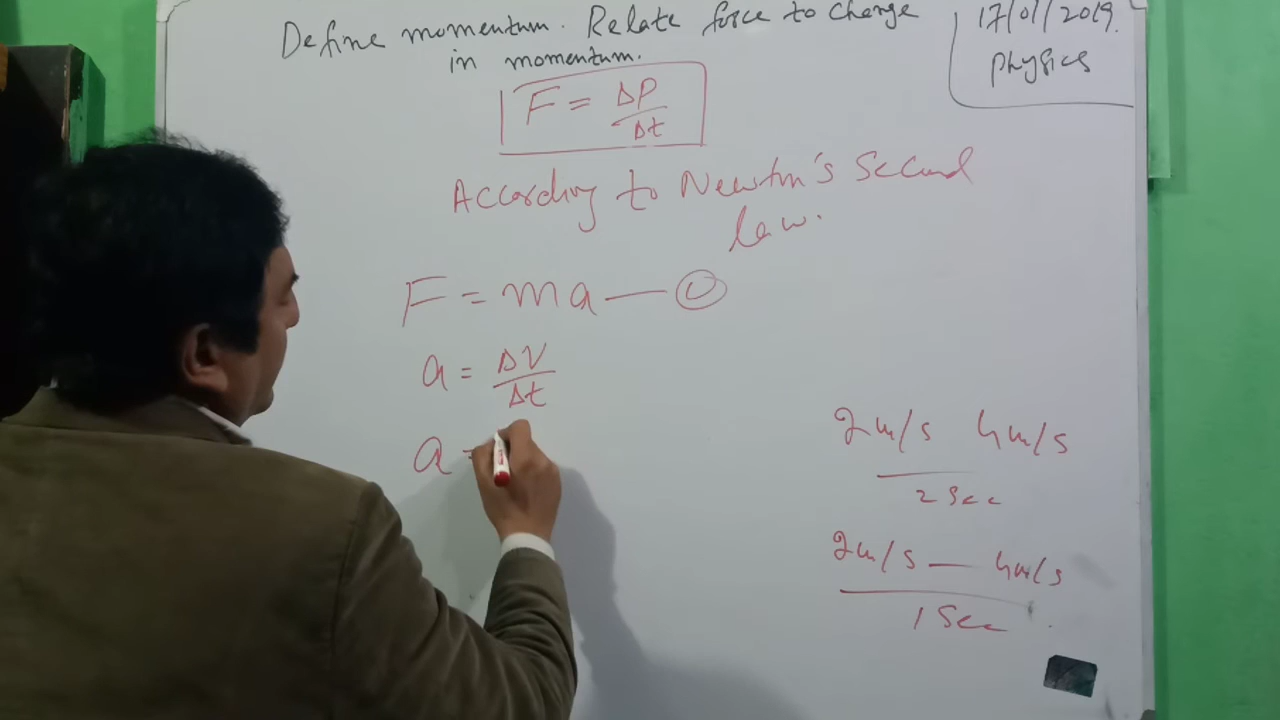 Define momentum. Relate force to change
in momentum.
17/01/2019.
physics
F = ΔP/Δt
According to Newton's Second
law.
F = ma — ①
a = ΔV/Δt
a =
2m/s 4m/s
2 Sec
2m/s — 4m/s
1 Sec